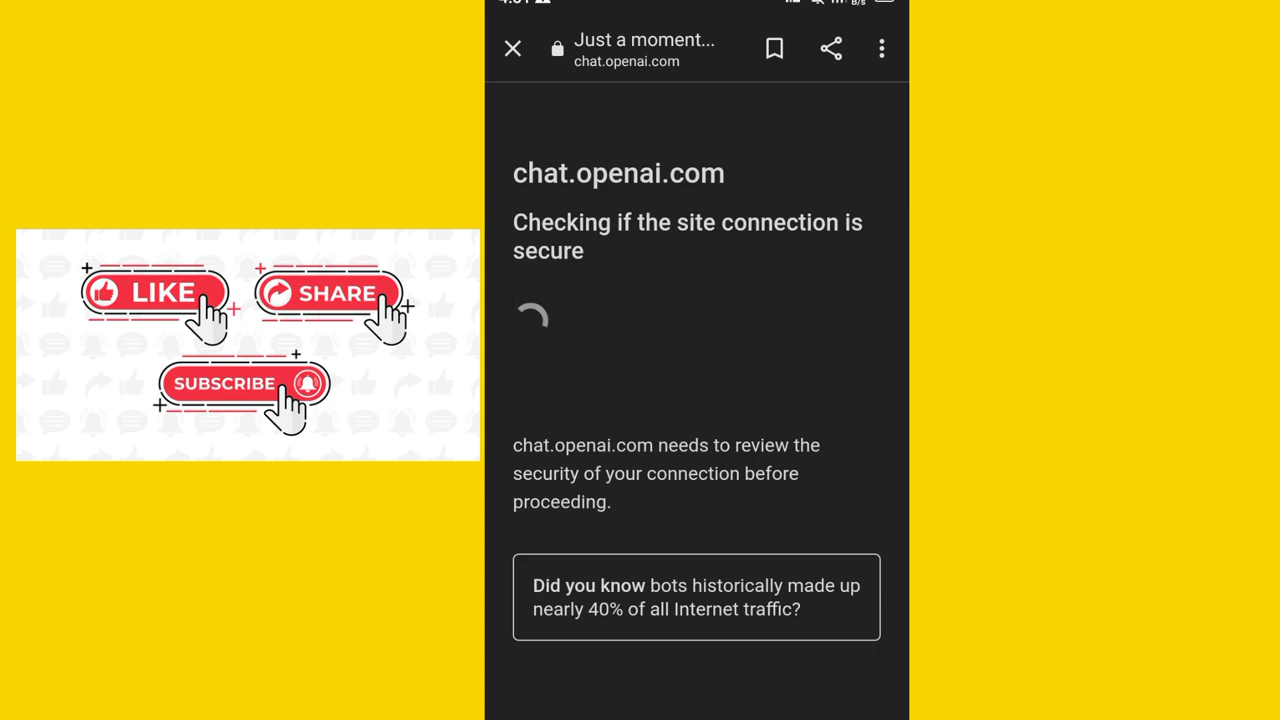 Just a moment...
chat.openai.com
chat.openai.com
Checking if the site connection is
secure
LIKE
SHARE
SUBSCRIBE
chat.openai.com needs to review the
security of your connection before
proceeding.
Did you know bots historically made up
nearly 40% of all Internet traffic?